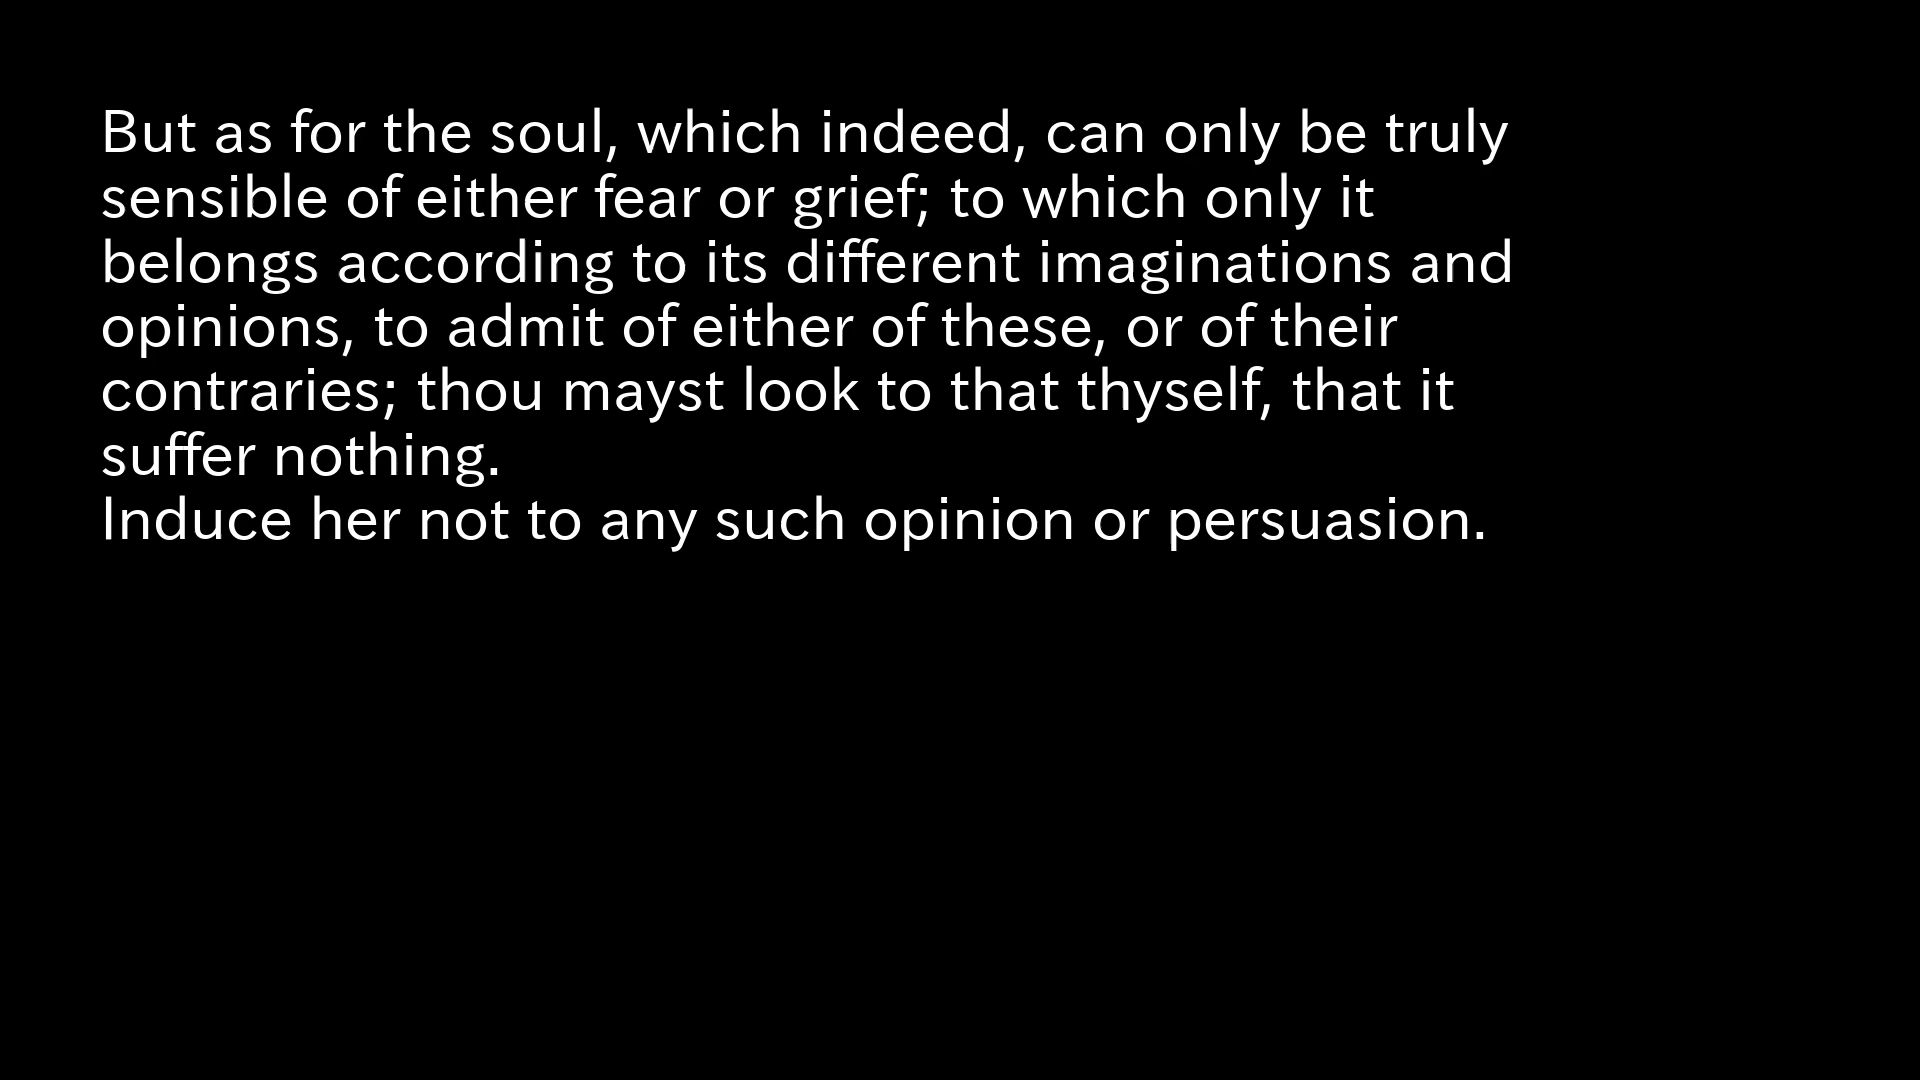 But as for the soul, which indeed, can only be truly
sensible of either fear or grief; to which only it
belongs according to its different imaginations and
opinions, to admit of either of these, or of their
contraries; thou mayst look to that thyself, that it
suffer nothing.
Induce her not to any such opinion or persuasion.